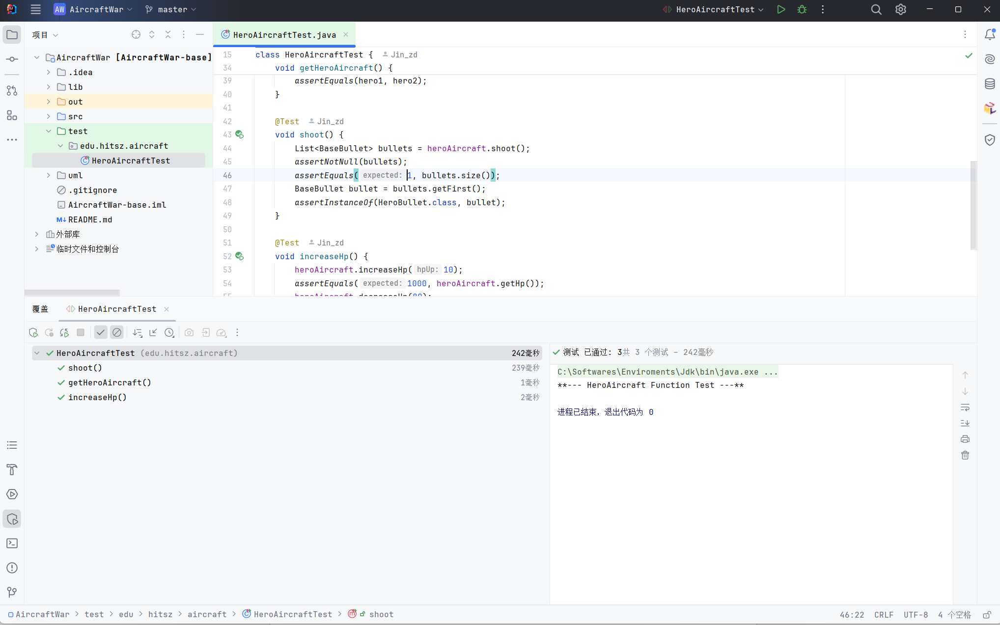 AW AircraftWar master HeroAircraftTest
项目
HeroAircraftTest.java
AircraftWar [AircraftWar-base]
.idea
lib
out
src
test
edu.hitsz.aircraft
HeroAircraftTest
uml
.gitignore
AircraftWar-base.iml
M↓ README.md
外部库
临时文件和控制台
15 class HeroAircraftTest { Jin_zd
34 void getHeroAircraft() {
39 assertEquals(hero1, hero2);
40 }
41
42 @Test Jin_zd
43 void shoot() {
44 List<BaseBullet> bullets = heroAircraft.shoot();
45 assertNotNull(bullets);
46 assertEquals( expected: 1, bullets.size());
47 BaseBullet bullet = bullets.getFirst();
48 assertInstanceOf(HeroBullet.class, bullet);
49 }
50
51 @Test Jin_zd
52 void increaseHp() {
53 heroAircraft.increaseHp( hpUp: 10);
54 assertEquals( expected: 1000, heroAircraft.getHp());
覆盖 HeroAircraftTest
HeroAircraftTest (edu.hitsz.aircraft) 242毫秒
shoot() 239毫秒
getHeroAircraft() 1毫秒
increaseHp() 2毫秒
测试 已通过: 3共 3 个测试 – 242毫秒
C:\Softwares\Enviroments\Jdk\bin\java.exe ...
**--- HeroAircraft Function Test ---**
进程已结束，退出代码为 0
AircraftWar > test > edu > hitsz > aircraft > HeroAircraftTest > shoot
46:22 CRLF UTF-8 4 个空格